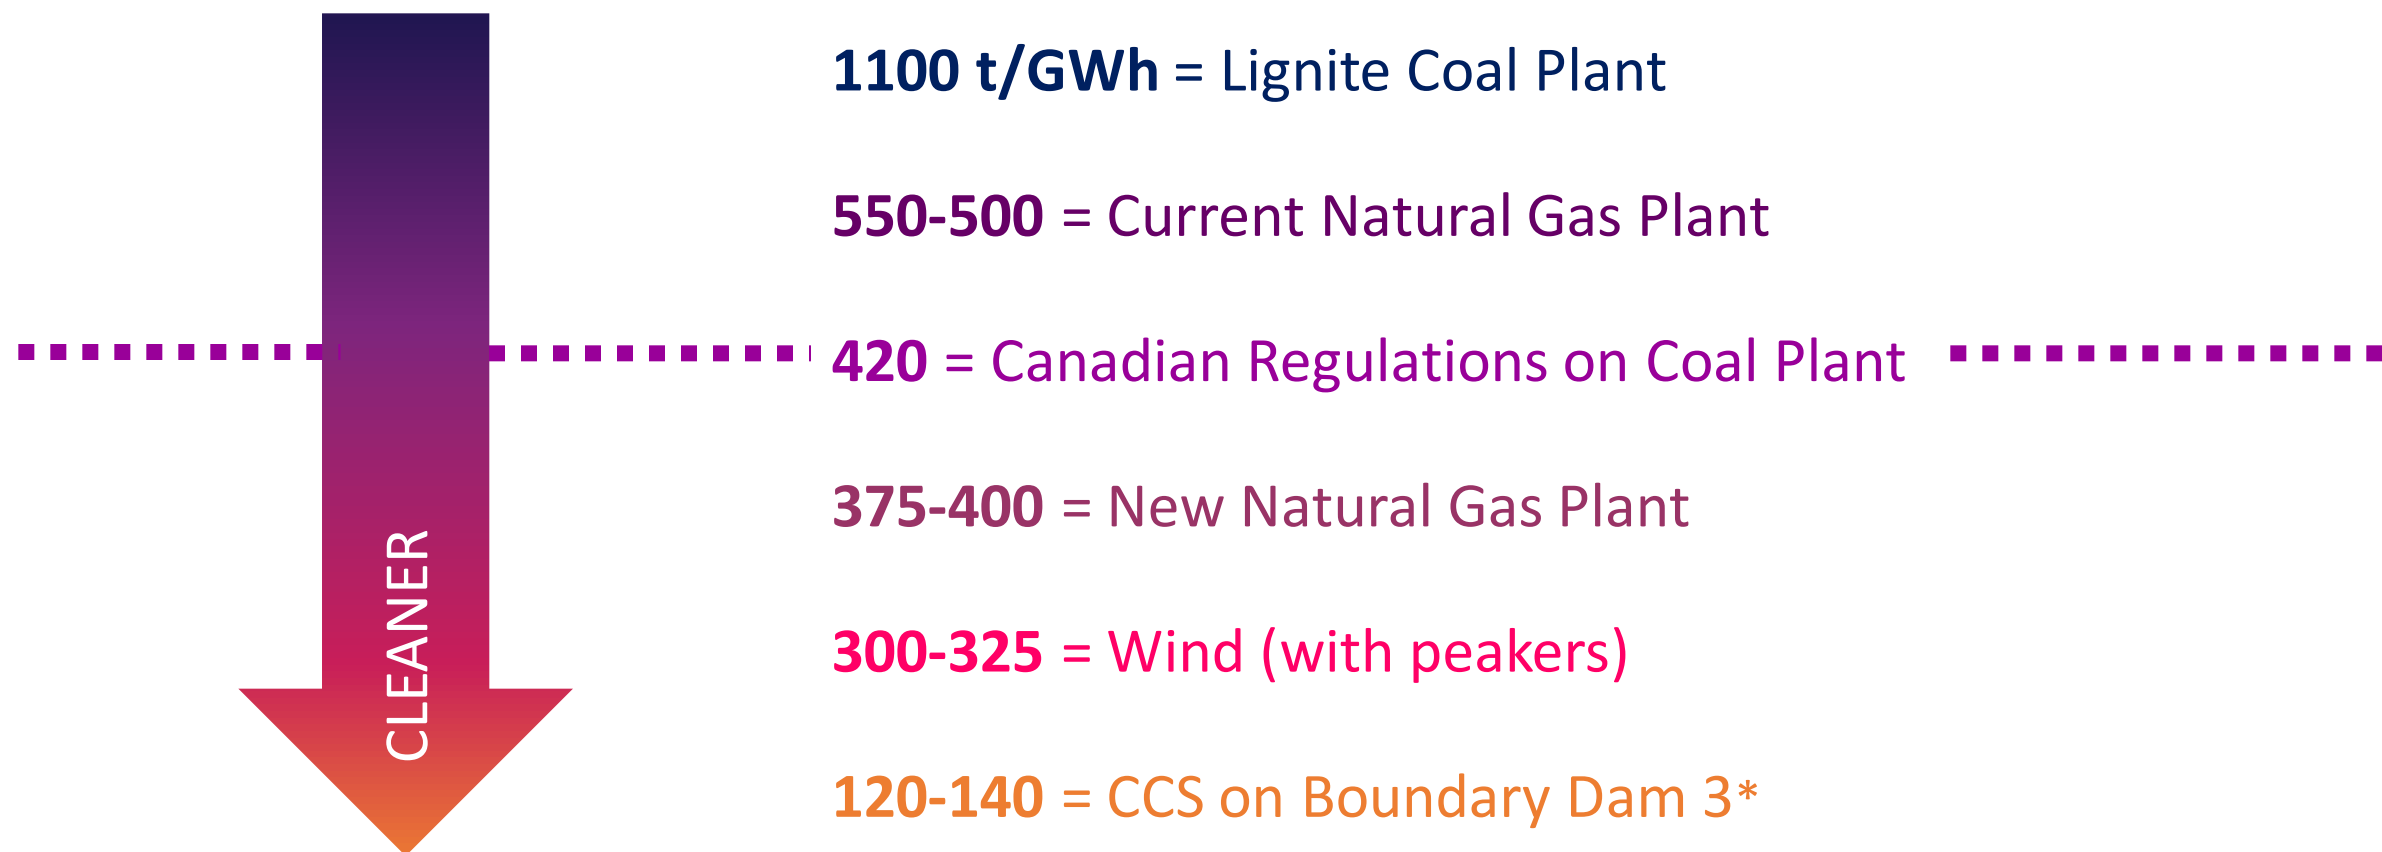 1100 t/GWh = Lignite Coal Plant
550-500 = Current Natural Gas Plant
420 = Canadian Regulations on Coal Plant
375-400 = New Natural Gas Plant
300-325 = Wind (with peakers)
120-140 = CCS on Boundary Dam 3*
CLEANER